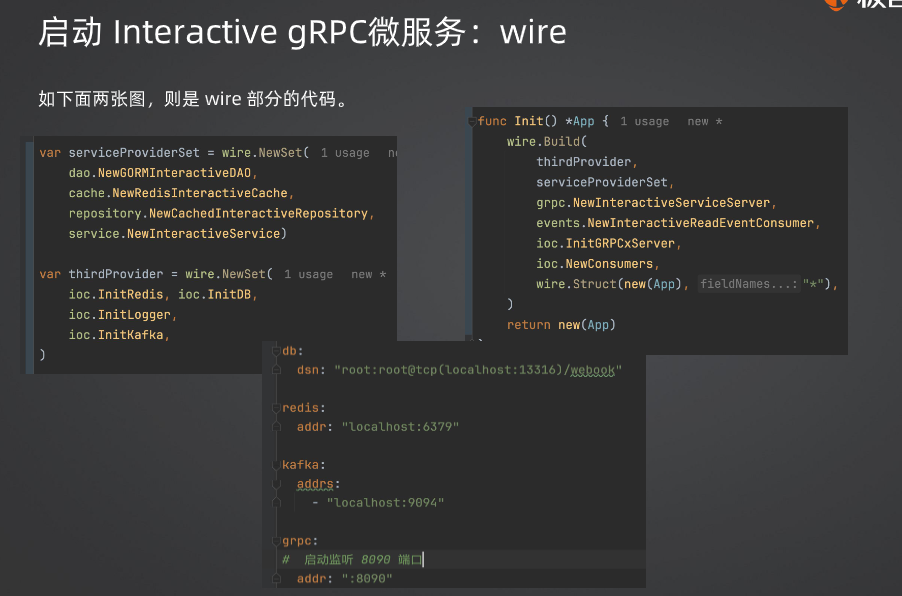 启动 Interactive gRPC微服务：wire
如下面两张图，则是 wire 部分的代码。
var serviceProviderSet = wire.NewSet( 1 usage
dao.NewGORMInteractiveDAO,
cache.NewRedisInteractiveCache,
repository.NewCachedInteractiveRepository,
service.NewInteractiveService)
var thirdProvider = wire.NewSet( 1 usage new *
ioc.InitRedis, ioc.InitDB,
ioc.InitLogger,
ioc.InitKafka,
)
func Init() *App { 1 usage new *
wire.Build(
thirdProvider,
serviceProviderSet,
grpc.NewInteractiveServiceServer,
events.NewInteractiveReadEventConsumer,
ioc.InitGRPCxServer,
ioc.NewConsumers,
wire.Struct(new(App), fieldNames...: "*"),
)
return new(App)
db:
dsn: "root:root@tcp(localhost:13316)/webook"
redis:
addr: "localhost:6379"
kafka:
addrs:
- "localhost:9094"
grpc:
# 启动监听 8090 端口
addr: ":8090"